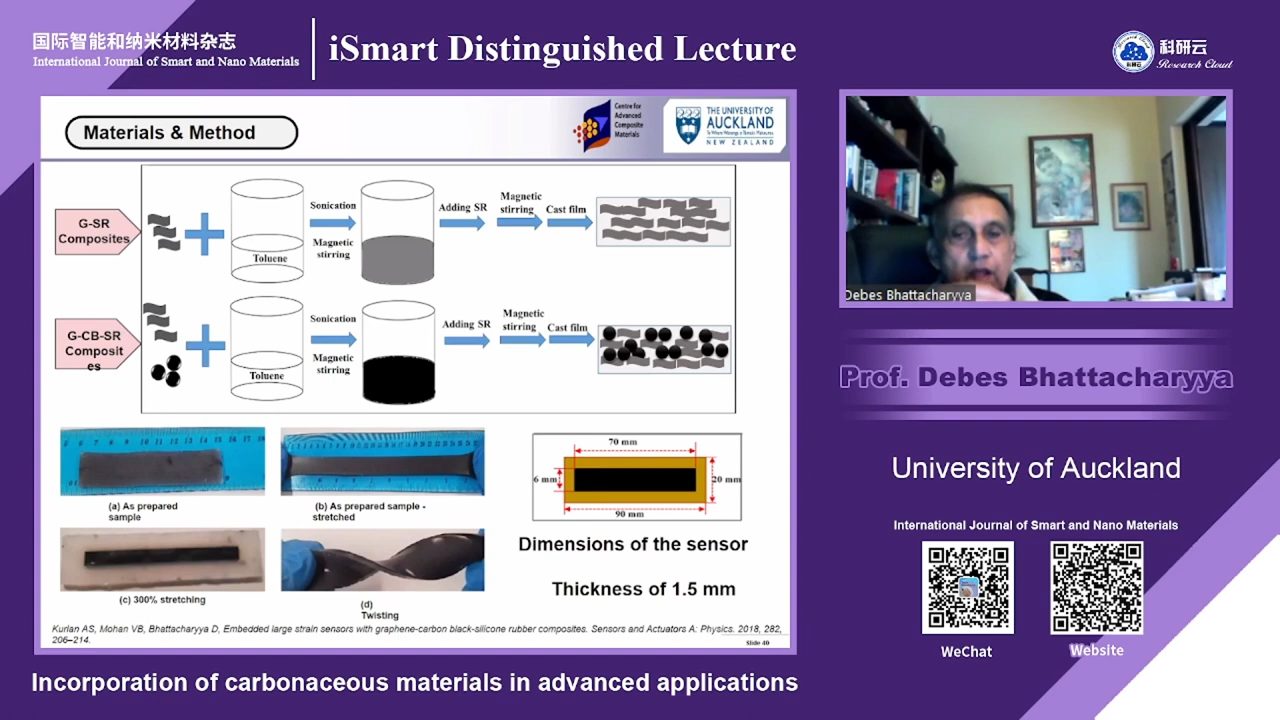 国际智能和纳米材料杂志
International Journal of Smart and Nano Materials
iSmart Distinguished Lecture
科研云
Research Cloud
Materials & Method
Centre for
Advanced
Composite
Materials
THE UNIVERSITY OF
AUCKLAND
Te Whare Wānanga o Tāmaki Makaurau
NEW ZEALAND
G-SR
Composites
Toluene
Sonication
Magnetic
stirring
Adding SR
Magnetic
stirring
Cast film
G-CB-SR
Composit
es
Toluene
Sonication
Magnetic
stirring
Adding SR
Magnetic
stirring
Cast film
(a) As prepared
sample
(b) As prepared sample -
stretched
(c) 300% stretching
(d)
Twisting
70 mm
6 mm
20 mm
90 mm
Dimensions of the sensor
Thickness of 1.5 mm
Kurlan AS, Mohan VB, Bhattacharyya D, Embedded large strain sensors with graphene-carbon black-silicone rubber composites. Sensors and Actuators A: Physics. 2018, 282,
206–214.
Slide 40
Debes Bhattacharyya
Prof. Debes Bhattacharyya
University of Auckland
International Journal of Smart and Nano Materials
WeChat
Website
Incorporation of carbonaceous materials in advanced applications